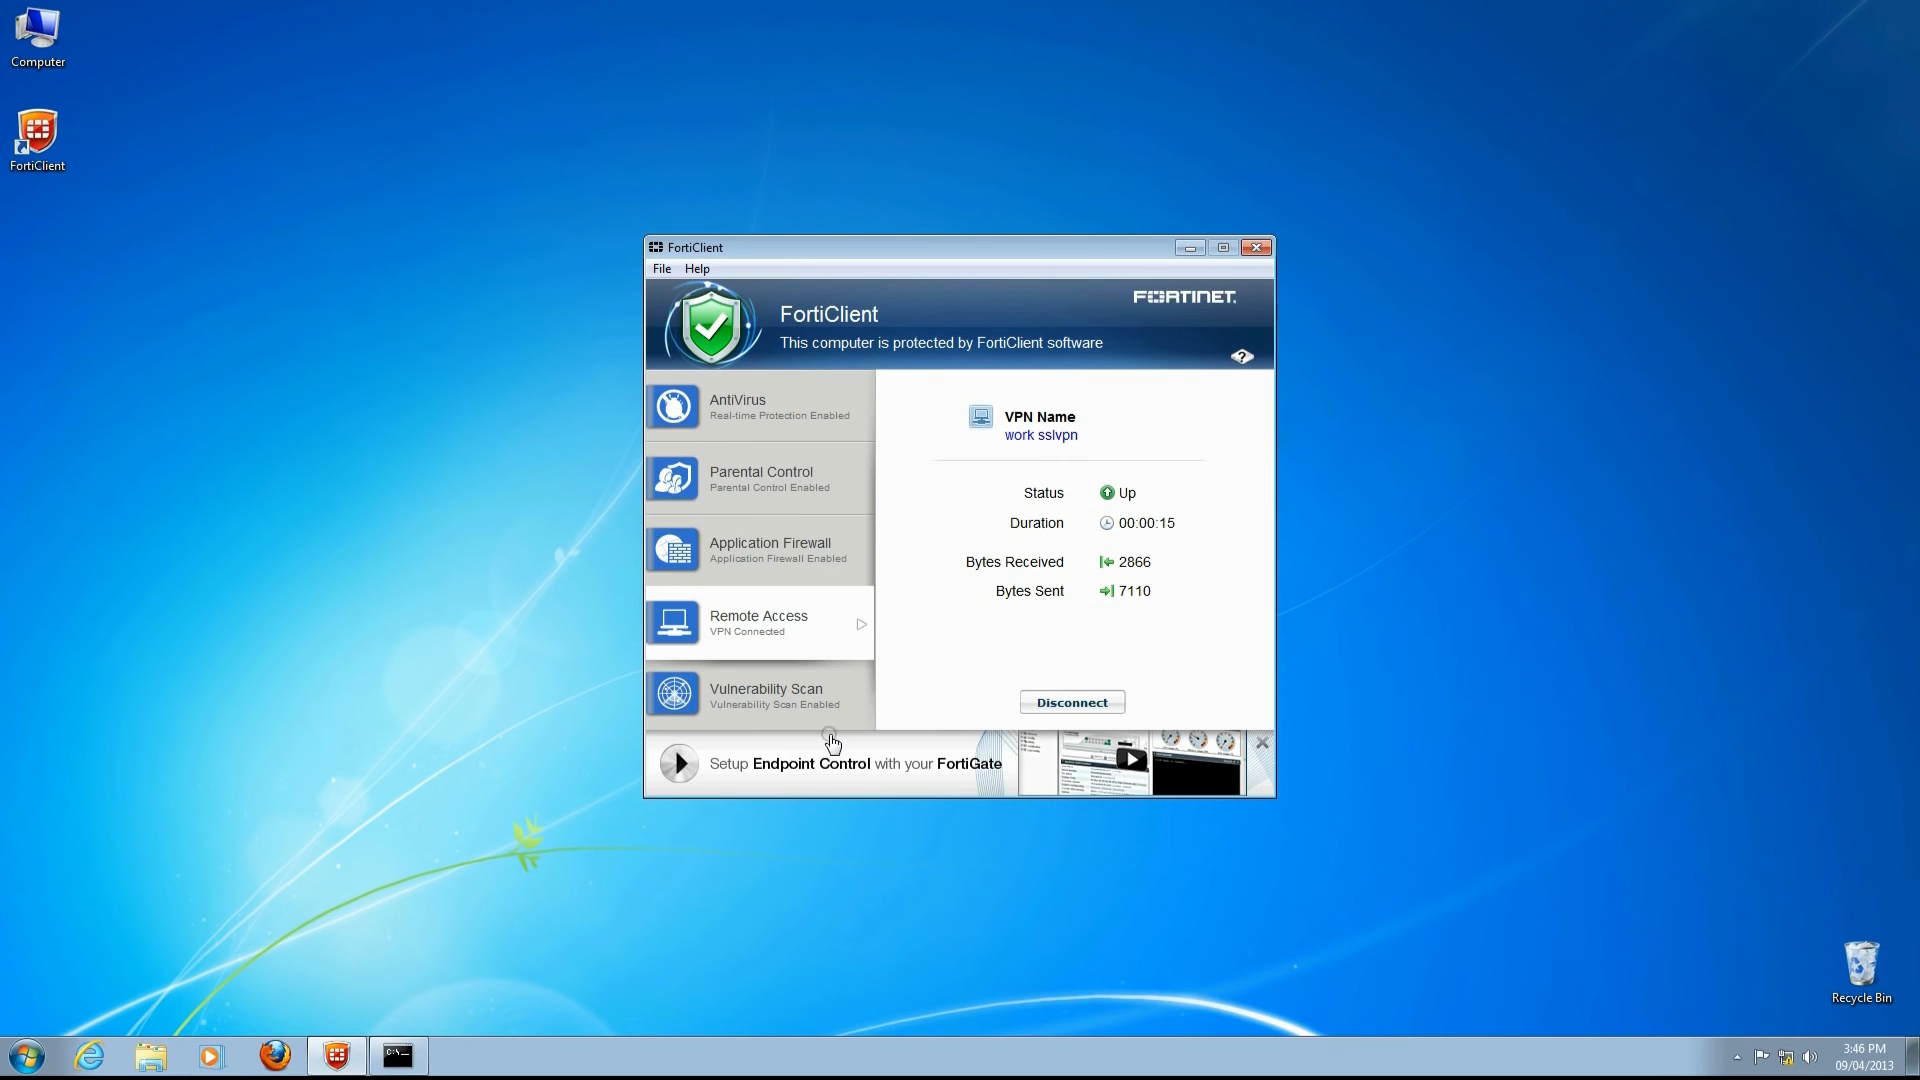 Computer
FortiClient
FortiClient
File Help
FORTINET
FortiClient
This computer is protected by FortiClient software
?
AntiVirus
Real-time Protection Enabled
Parental Control
Parental Control Enabled
Application Firewall
Application Firewall Enabled
Remote Access
VPN Connected
Vulnerability Scan
Vulnerability Scan Enabled
VPN Name
work sslvpn
Status Up
Duration 00:00:15
Bytes Received 2866
Bytes Sent 7110
Disconnect
Setup Endpoint Control with your FortiGate
Recycle Bin
C:\
3:46 PM
09/04/2013